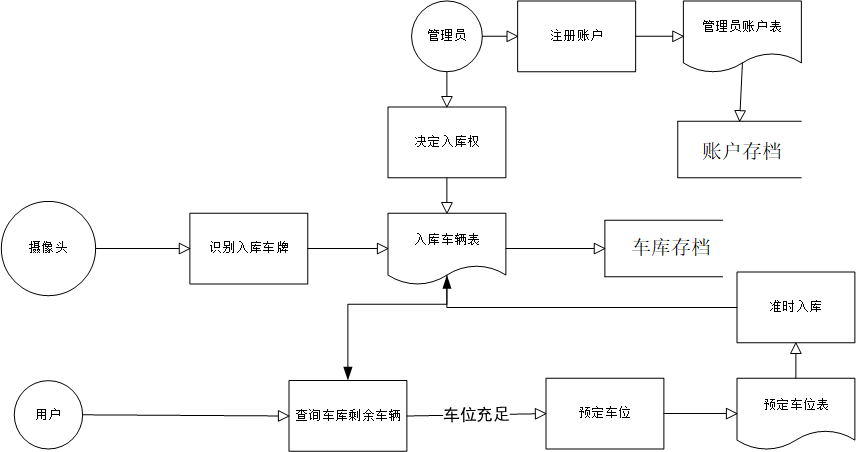 管理员
注册账户
管理员账户表
决定入库权
账户存档
摄像头
识别入库车牌
入库车辆表
车库存档
准时入库
用户
查询车库剩余车辆
车位充足
预定车位
预定车位表